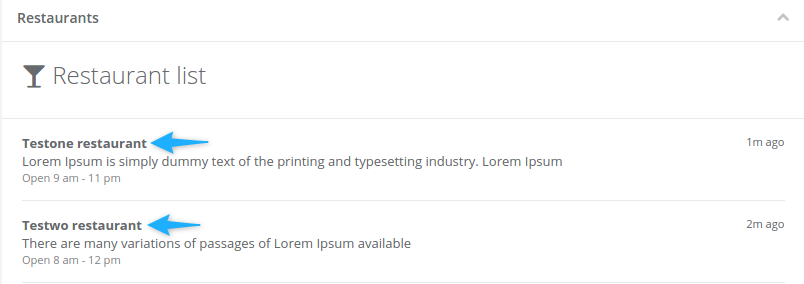 Restaurants
Restaurant list
Testone restaurant 1m ago
Lorem Ipsum is simply dummy text of the printing and typesetting industry. Lorem Ipsum
Open 9 am - 11 pm
Testwo restaurant 2m ago
There are many variations of passages of Lorem Ipsum available
Open 8 am - 12 pm